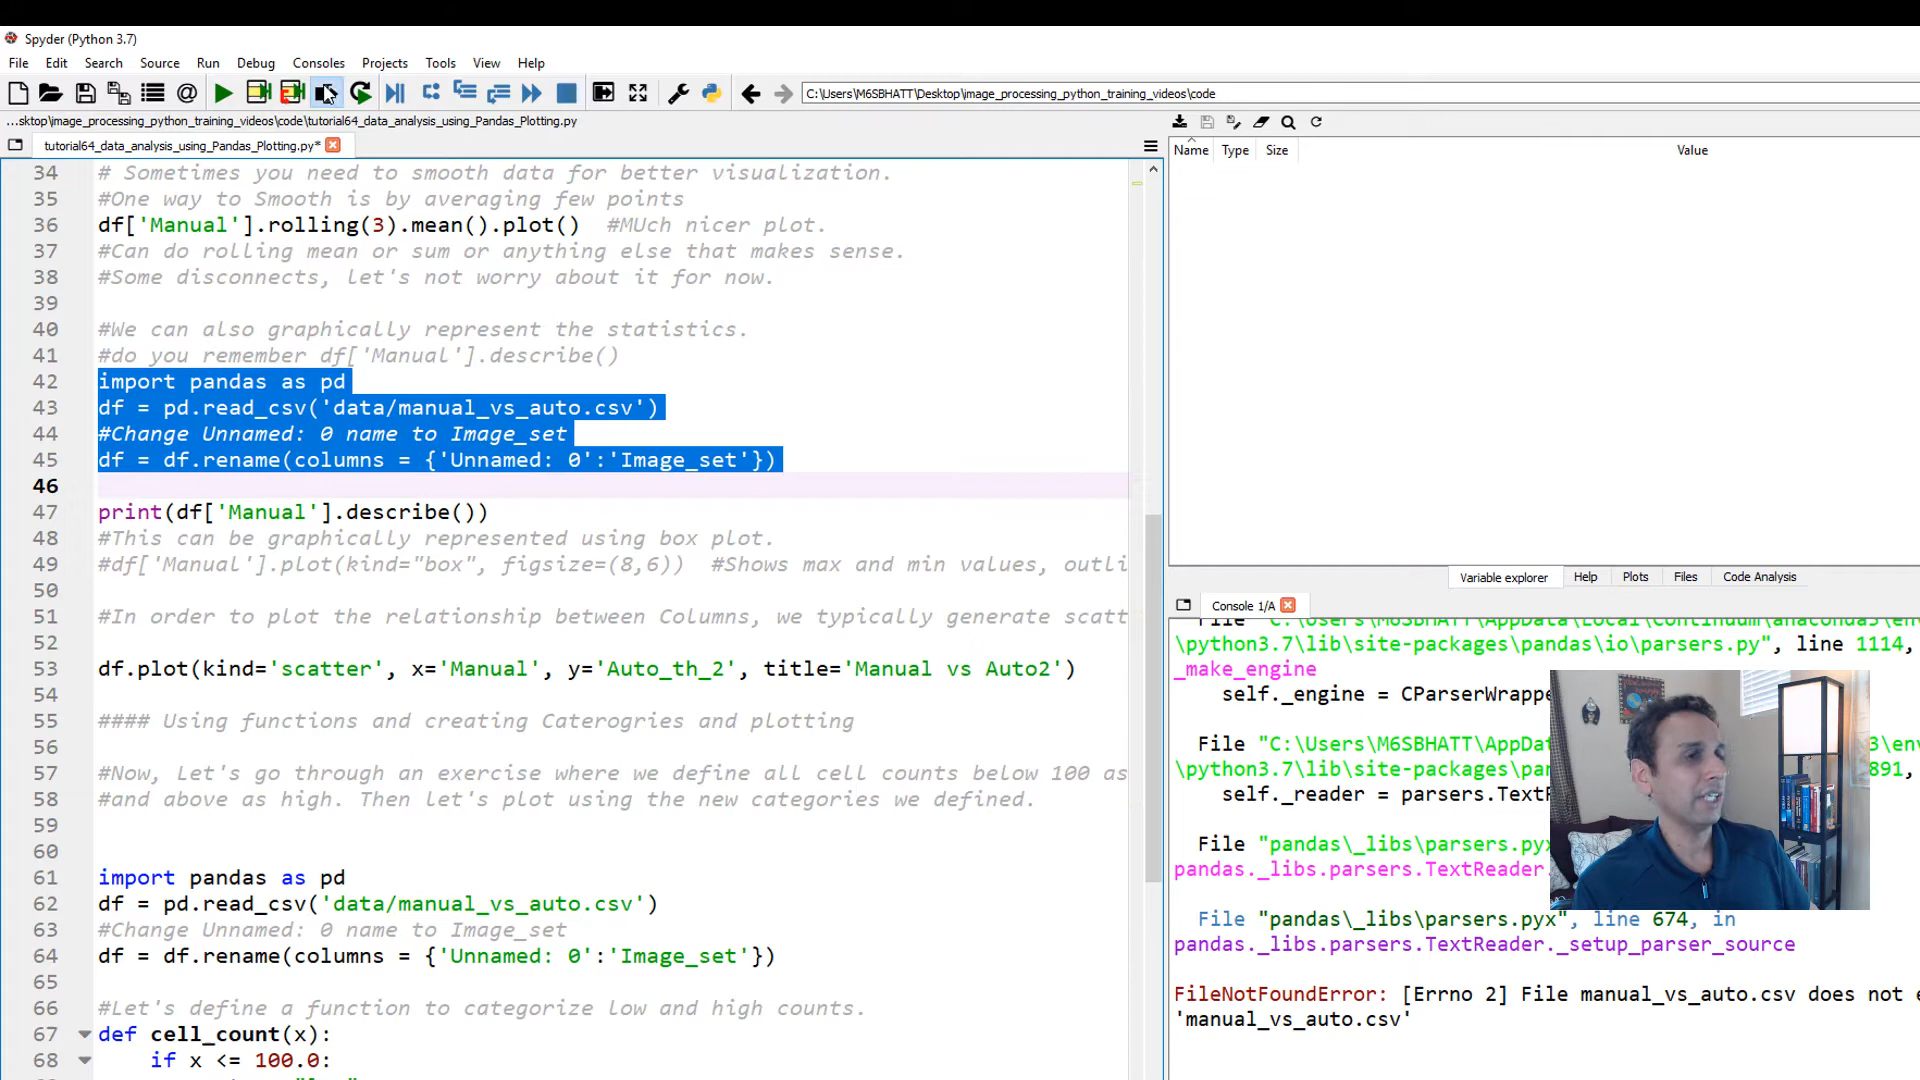 Spyder (Python 3.7)
File Edit Search Source Run Debug Consoles Projects Tools View Help
C:\Users\M6SBHATT\Desktop\image_processing_python_training_videos\code
...sktop\image_processing_python_training_videos\code\tutorial64_data_analysis_using_Pandas_Plotting.py
tutorial64_data_analysis_using_Pandas_Plotting.py*
34 # Sometimes you need to smooth data for better visualization.
35 #One way to Smooth is by averaging few points
36 df['Manual'].rolling(3).mean().plot()  #MUch nicer plot.
37 #Can do rolling mean or sum or anything else that makes sense.
38 #Some disconnects, let's not worry about it for now.
39
40 #We can also graphically represent the statistics.
41 #do you remember df['Manual'].describe()
42 import pandas as pd
43 df = pd.read_csv('data/manual_vs_auto.csv')
44 #Change Unnamed: 0 name to Image_set
45 df = df.rename(columns = {'Unnamed: 0':'Image_set'})
46
47 print(df['Manual'].describe())
48 #This can be graphically represented using box plot.
49 #df['Manual'].plot(kind="box", figsize=(8,6))  #Shows max and min values, outli
50
51 #In order to plot the relationship between Columns, we typically generate scatt
52
53 df.plot(kind='scatter', x='Manual', y='Auto_th_2', title='Manual vs Auto2')
54
55 #### Using functions and creating Caterogries and plotting
56
57 #Now, Let's go through an exercise where we define all cell counts below 100 as
58 #and above as high. Then let's plot using the new categories we defined.
59
60
61 import pandas as pd
62 df = pd.read_csv('data/manual_vs_auto.csv')
63 #Change Unnamed: 0 name to Image_set
64 df = df.rename(columns = {'Unnamed: 0':'Image_set'})
65
66 #Let's define a function to categorize low and high counts.
67 def cell_count(x):
68     if x <= 100.0:
Name Type Size Value
Variable explorer Help Plots Files Code Analysis
Console 1/A
File "C:\Users\M6SBHATT\AppData\Local\Continuum\anaconda3\env
\python3.7\lib\site-packages\pandas\io\parsers.py", line 1114,
_make_engine
self._engine = CParserWrappe
File "C:\Users\M6SBHATT\AppDat 3\env
\python3.7\lib\site-packages\pan 891,
self._reader = parsers.TextR
File "pandas\_libs\parsers.pyx
pandas._libs.parsers.TextReader.
File "pandas\_libs\parsers.pyx", line 674, in
pandas._libs.parsers.TextReader._setup_parser_source
FileNotFoundError: [Errno 2] File manual_vs_auto.csv does not e
'manual_vs_auto.csv'